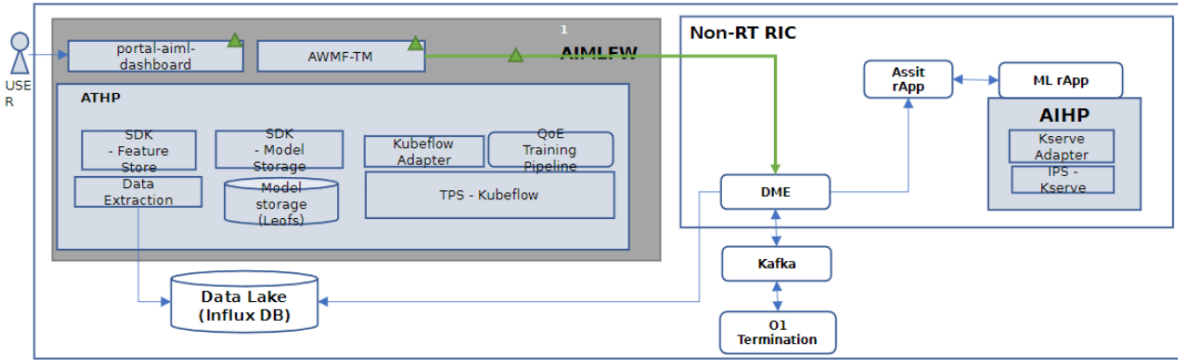 1
AIMLFW
portal-aiml-
dashboard
AWMF-TM
USE
R
ATHP
SDK
- Feature
Store
SDK
- Model
Storage
Kubeflow
Adapter
QoE
Training
Pipeline
Data
Extraction
Model
storage
(Leofs)
TPS - Kubeflow
Data Lake
(Influx DB)
Non-RT RIC
Assit
rApp
ML rApp
AIHP
Kserve
Adapter
IPS -
Kserve
DME
Kafka
O1
Termination